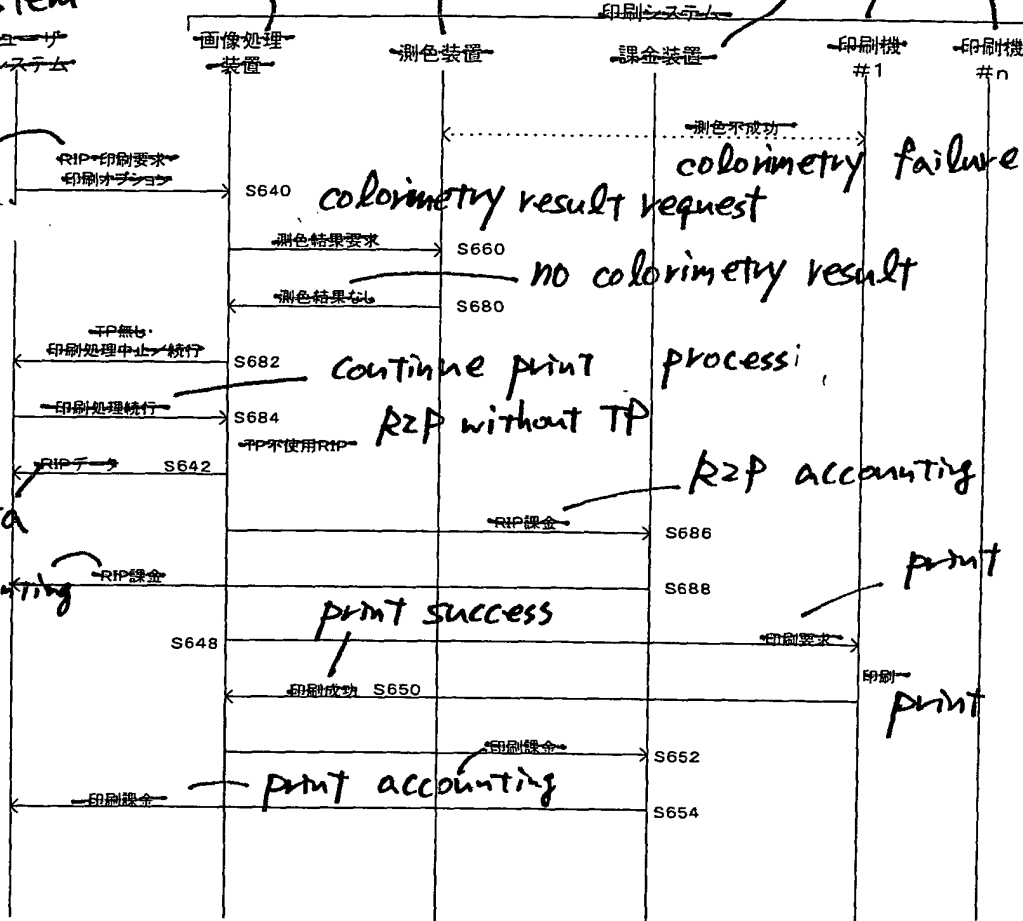 stem
印刷システム
ユーザ
システム
画像処理
装置
測色装置
課金装置
印刷機
#1
印刷機
#n
測色不成功
colorimetry failure
RIP・印刷要求
印刷オプション
S640
colorimetry result request
測色結果要求
S660
no colorimetry result
測色結果なし
S680
TP無し
印刷処理中止/続行
S682
continue print processi
印刷処理続行
S684
TP不使用RIP
RIP without TP
RIPデータ
S642
RIP accounting
RIP課金
S686
RIP課金
S688
print
print success
S648
印刷要求
印刷成功
S650
印刷
print
印刷課金
S652
print accounting
印刷課金
S654